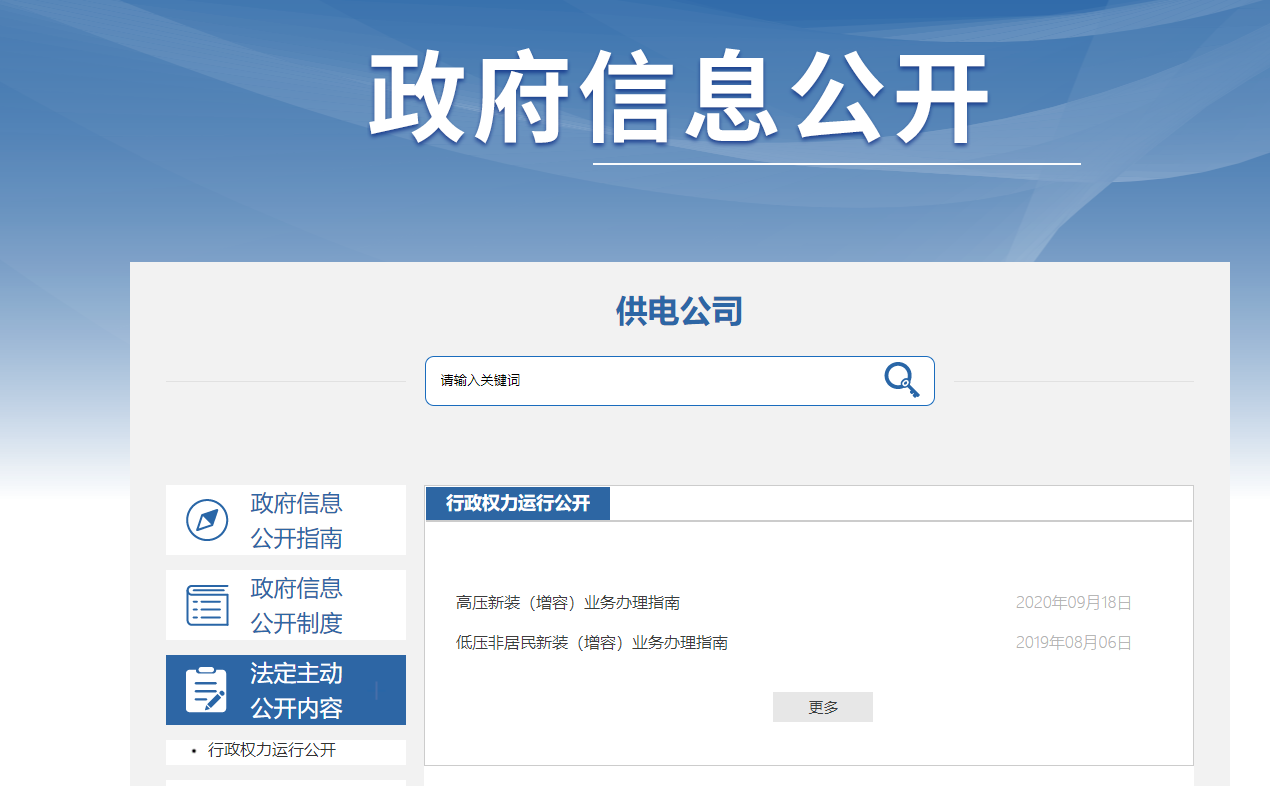 政府信息公开
供电公司
请输入关键词
政府信息
公开指南
政府信息
公开制度
法定主动
公开内容
• 行政权力运行公开
行政权力运行公开
高压新装（增容）业务办理指南 2020年09月18日
低压非居民新装（增容）业务办理指南 2019年08月06日
更多